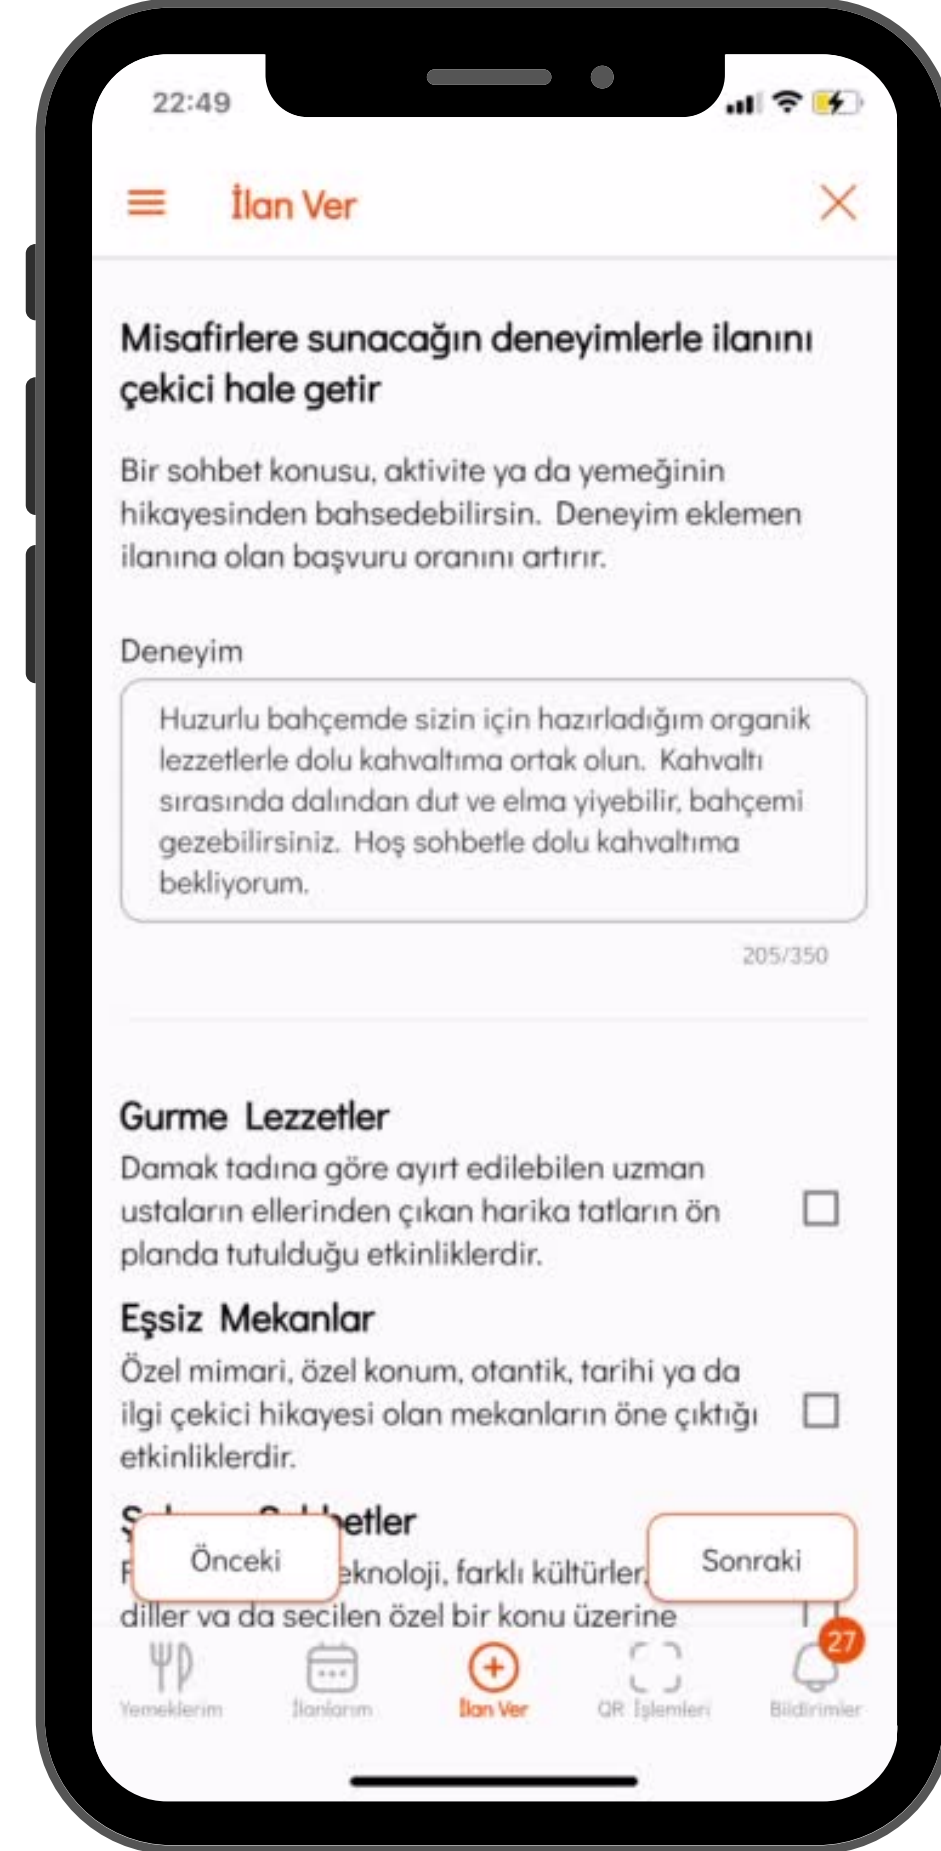 22:49
İlan Ver
Misafirlere sunacağın deneyimlerle ilanını
çekici hale getir
Bir sohbet konusu, aktivite ya da yemeğinin
hikayesinden bahsedebilirsin. Deneyim eklemen
ilanına olan başvuru oranını artırır.
Deneyim
Huzurlu bahçemde sizin için hazırladığım organik
lezzetlerle dolu kahvaltıma ortak olun. Kahvaltı
sırasında dalından dut ve elma yiyebilir, bahçemi
gezebilirsiniz. Hoş sohbetle dolu kahvaltıma
bekliyorum.
205/350
Gurme Lezzetler
Damak tadına göre ayırt edilebilen uzman
ustaların ellerinden çıkan harika tatların ön
planda tutulduğu etkinliklerdir.
Eşsiz Mekanlar
Özel mimari, özel konum, otantik, tarihi ya da
ilgi çekici hikayesi olan mekanların öne çıktığı
etkinliklerdir.
Önceki
Sonraki
farklı kültürler,
diller ya da seçilen özel bir konu üzerine
27
Yemeklerim
İlanlarım
İlan Ver
QR İşlemleri
Bildirimler